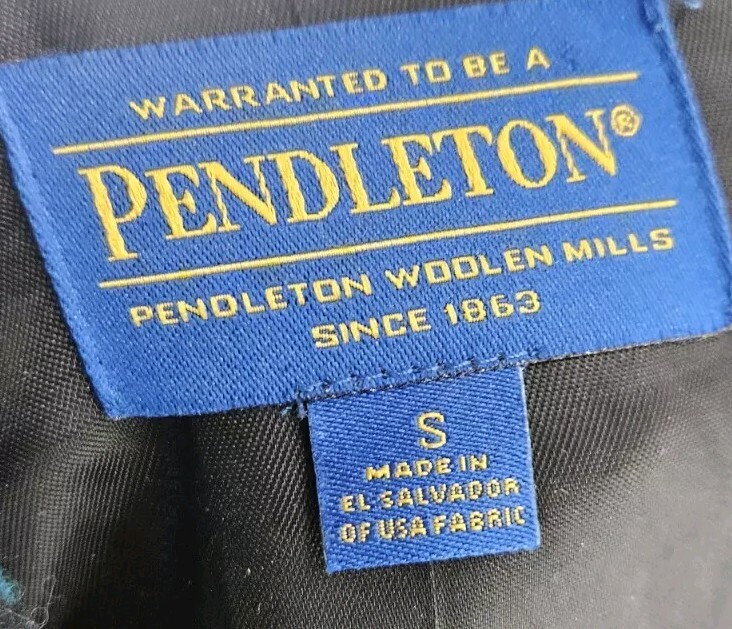 WARRANTED TO BE A
PENDLETON®
PENDLETON WOOLEN MILLS
SINCE 1863
S
MADE IN
EL SALVADOR
OF USA FABRIC